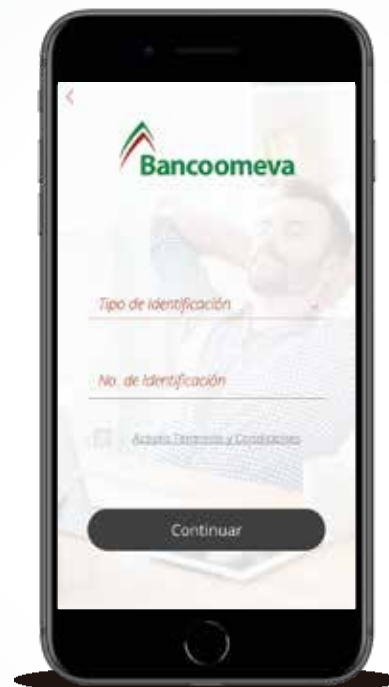 Bancoomeva
Tipo de Identificación
No. de Identificación
Acepto Términos y Condiciones
Continuar